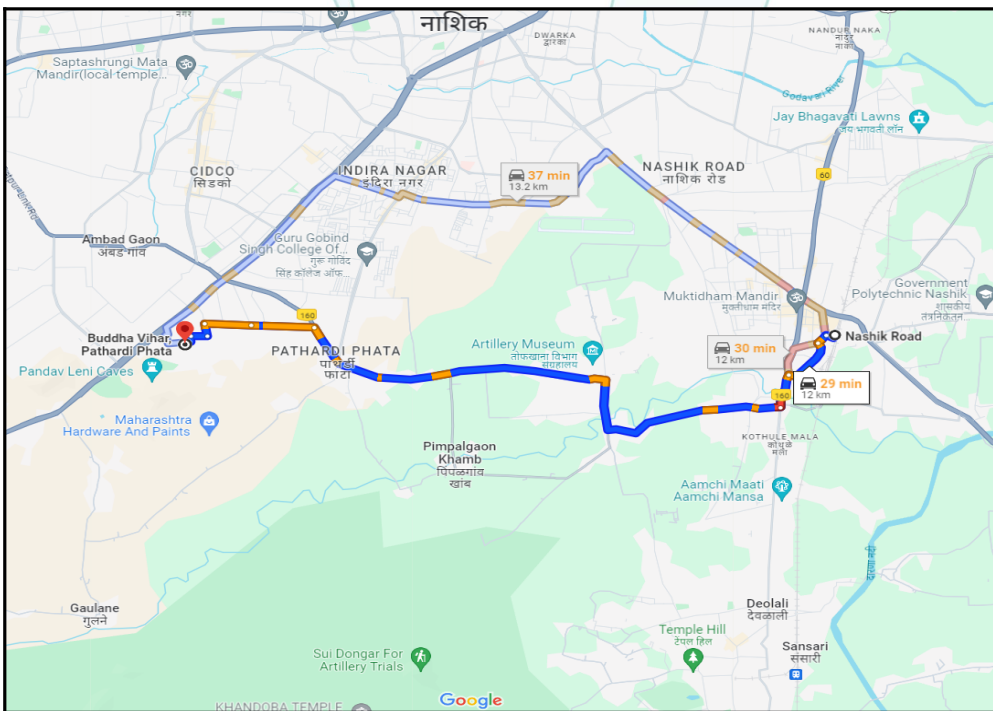 नाशिक
DWARKA
द्वारका
NANDUR NAKA
नांदुर
नाका
नगर
Saptashrungi Mata
Mandir(local temple...
Godavari River
Jay Bhagavati Lawns
जय भगवती लॉन
CIDCO
सिडको
INDIRA NAGAR
इंदिरा नगर
37 min
13.2 km
NASHIK ROAD
नाशिक रोड
60
Ambad Gaon
अंबड गाव
Guru Gobind
Singh College Of...
गुरू गोविंद
सिंह कॉलेज ऑफ...
Muktidham Mandir
मुक्तीधाम मंदिर
Government
Polytechnic Nashik
शासकीय
तंत्रनिकेतन
160
Buddha Vihar
Pathardi Phata
PATHARDI PHATA
पाथर्डी
फाटा
Pandav Leni Caves
Artillery Museum
तोफखाना विभाग
संग्रहालय
30 min
12 km
Nashik Road
29 min
12 km
160
Maharashtra
Hardware And Paints
Pimpalgaon
Khamb
पिंपळगांव
खांब
KOTHULE MALA
कोथुळे
मला
Aamchi Maati
Aamchi Mansa
दारणा नदी
Gaulane
गुलने
Deolali
देवळाली
Temple Hill
टेंपल हिल
Sansari
संसारी
Sui Dongar For
Artillery Trials
Google
KHANDOBA TEMPLE